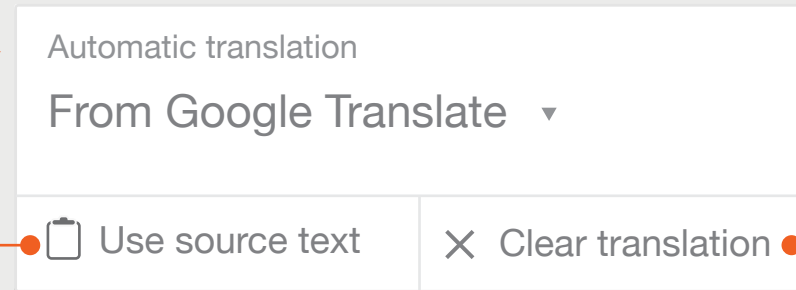 Automatic translation
From Google Translate
Use source text
Clear translation